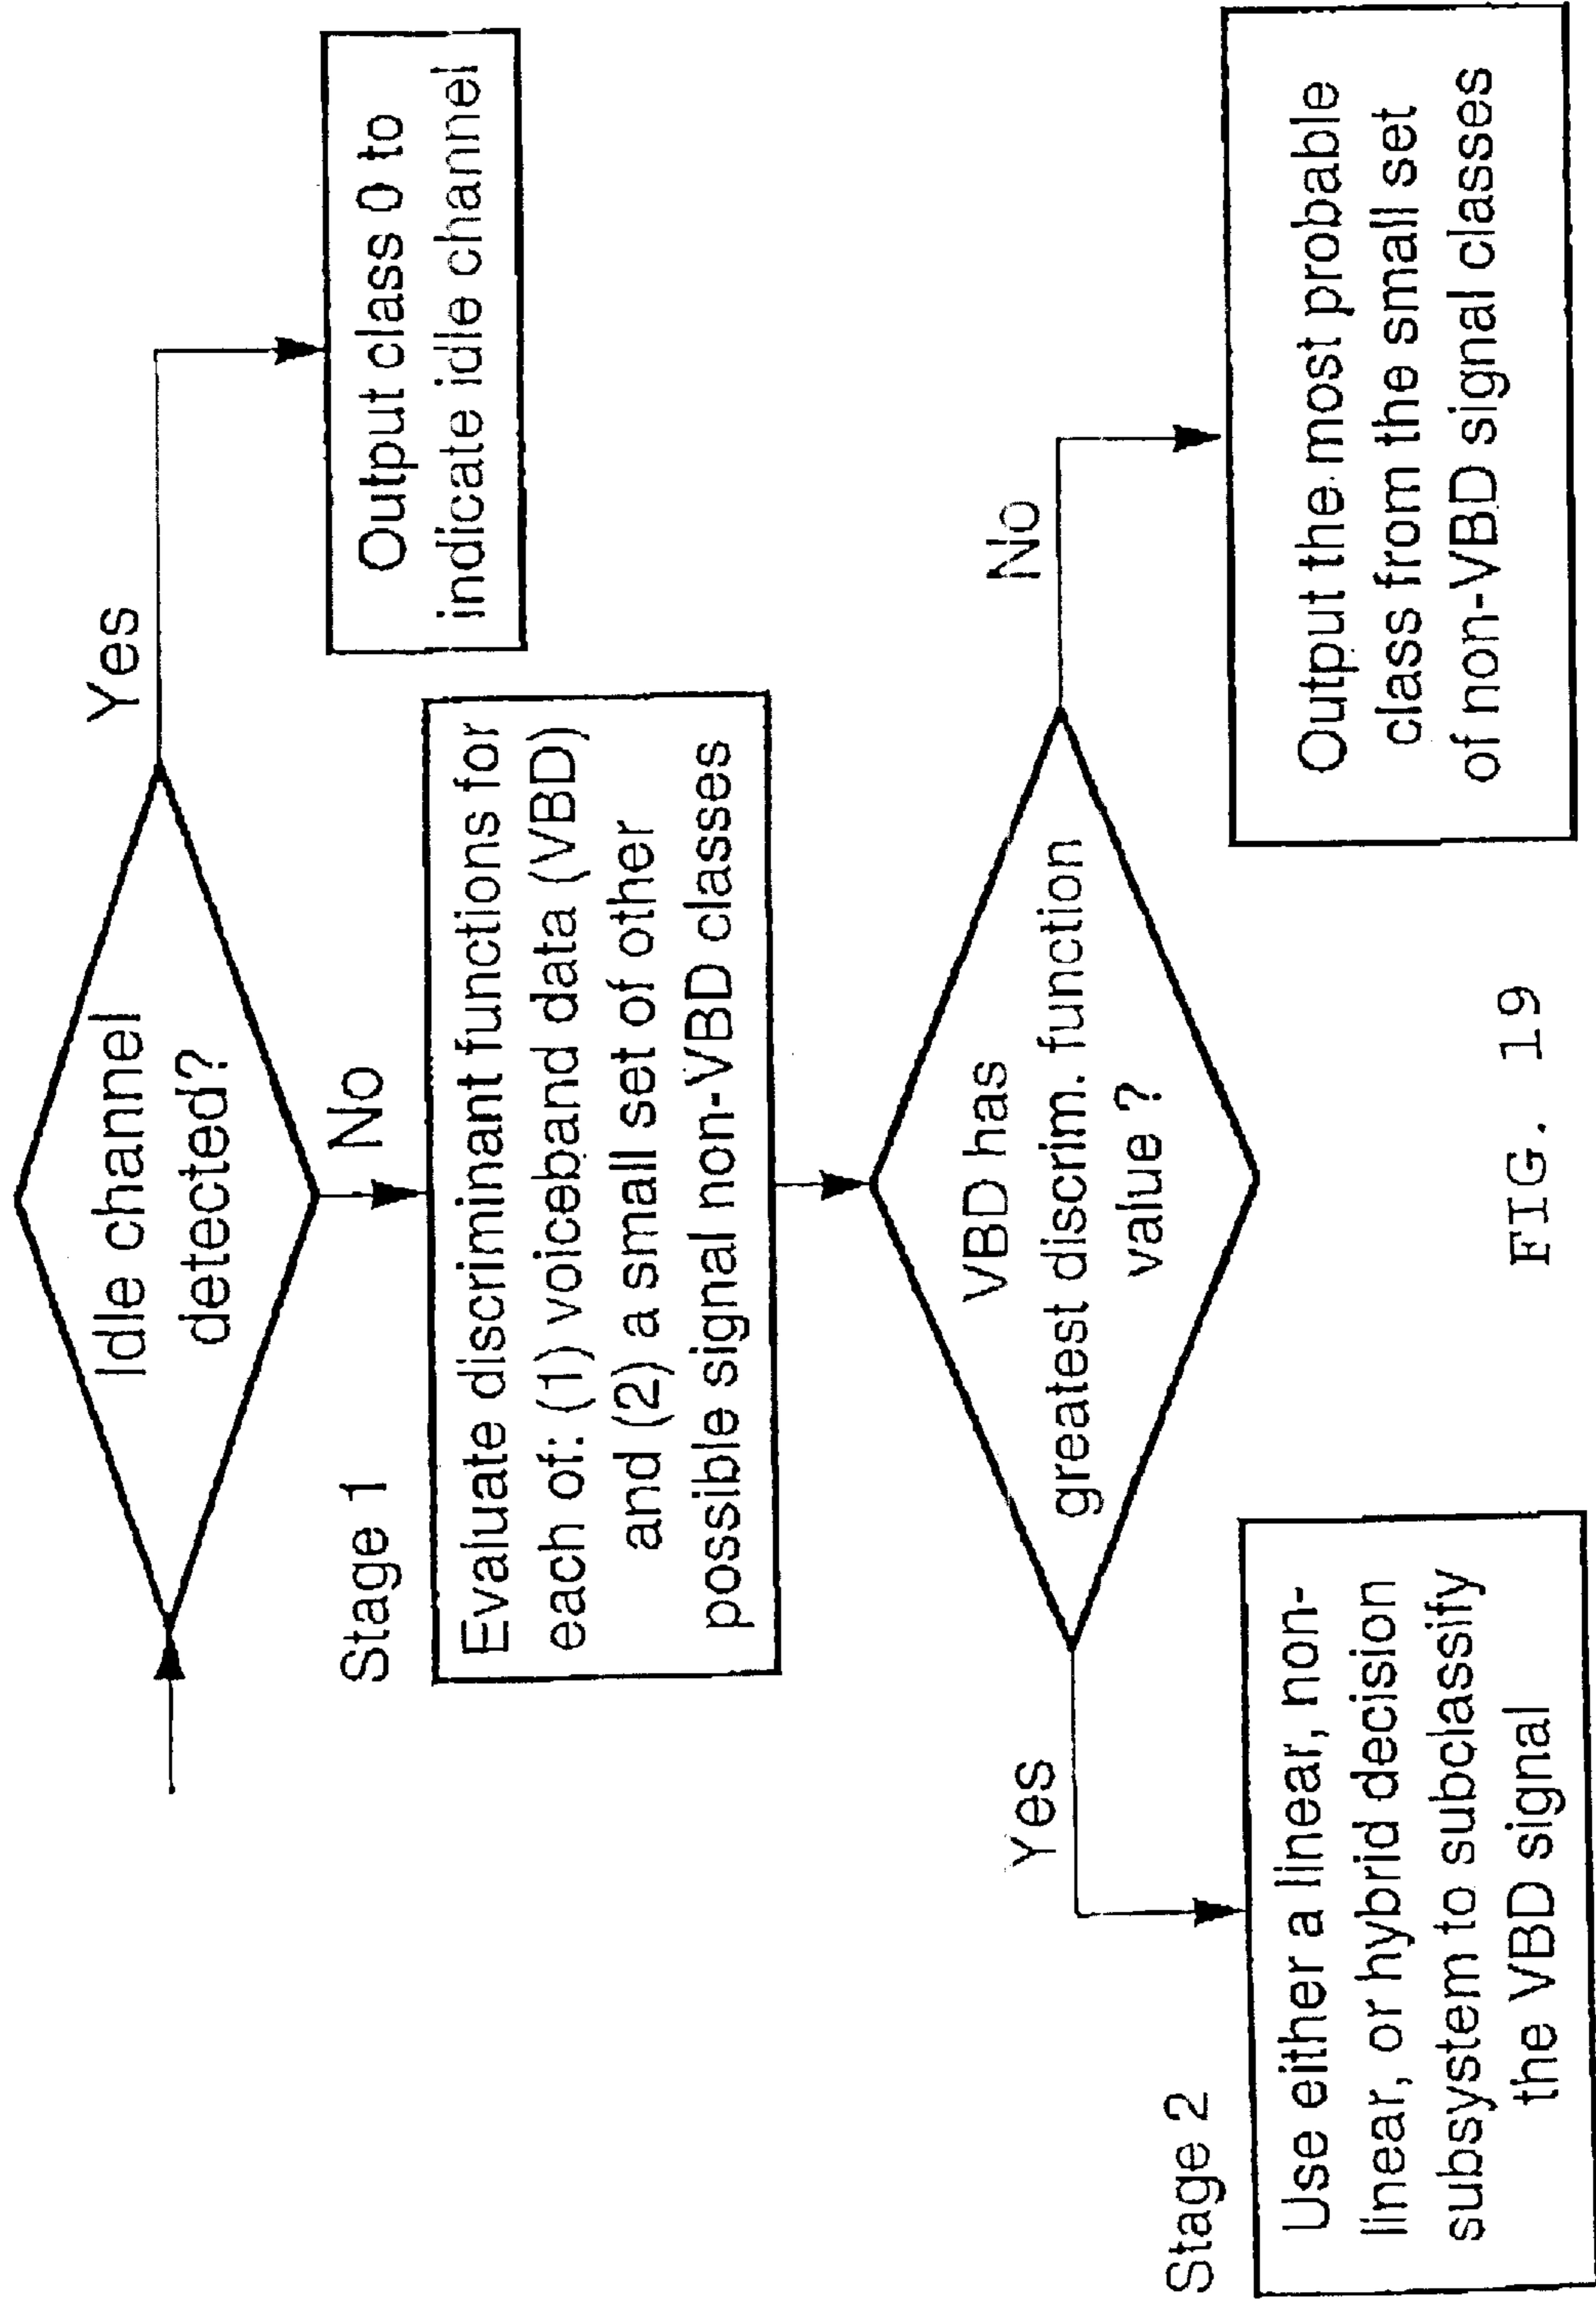 Idle channel
detected?
Yes
Output class 0 to
indicate idle channel
No
Stage 1
Evaluate discriminant functions for
each of: (1) voiceband data (VBD)
and (2) a small set of other
possible signal non-VBD classes
VBD has
greatest discrim. function
value ?
Yes
No
Stage 2
Use either a linear, non-
linear, or hybrid decision
subsystem to subclassify
the VBD signal
Output the most probable
class from the small set
of non-VBD signal classes
FIG. 19